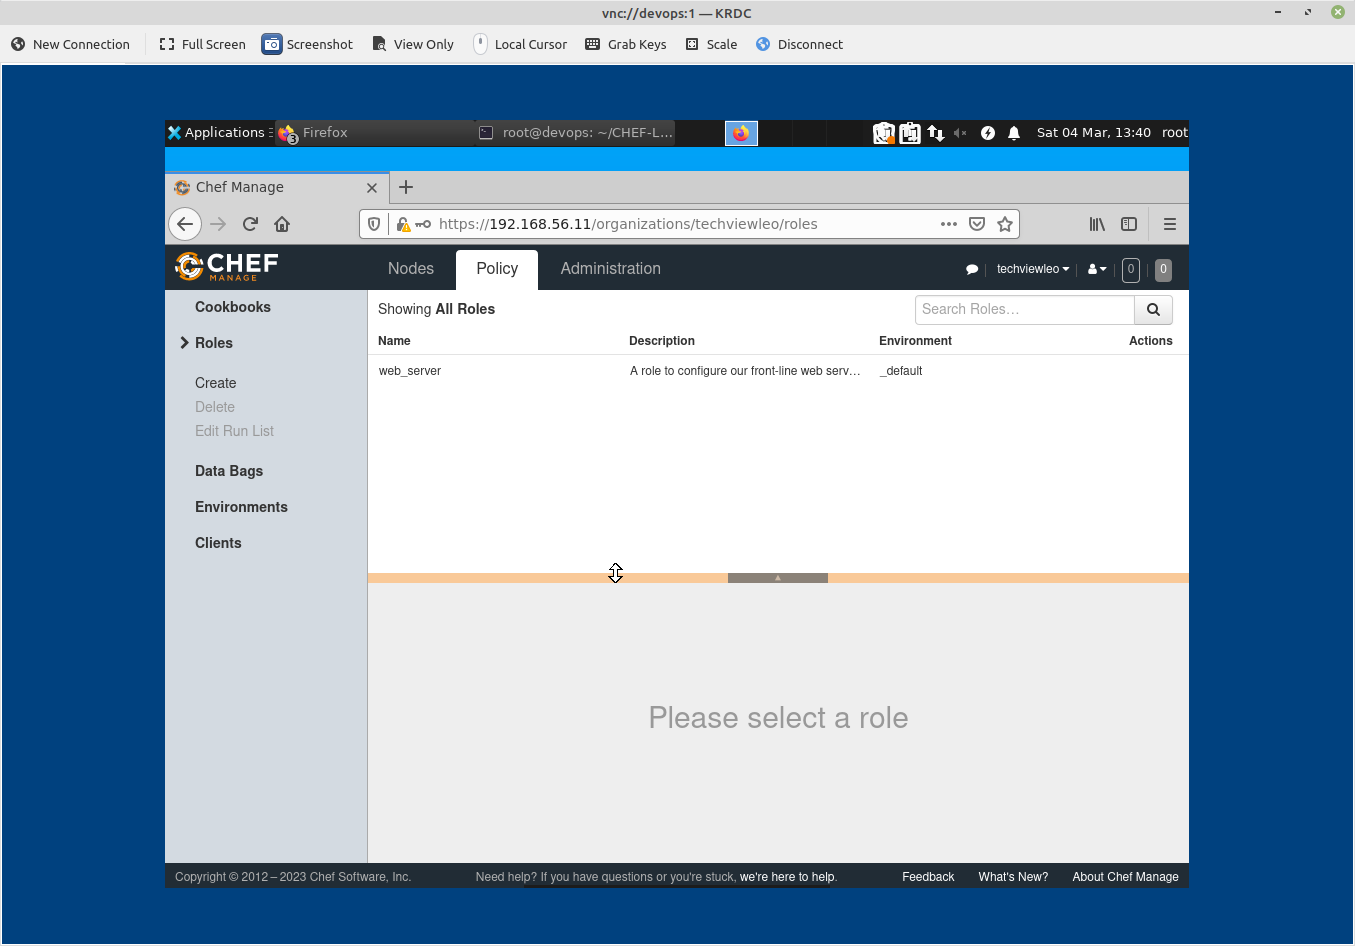 vnc://devops:1 — KRDC
New Connection Full Screen Screenshot View Only Local Cursor Grab Keys Scale Disconnect
Applications 3 Firefox root@devops: ~/CHEF-L... Sat 04 Mar, 13:40 root
Chef Manage
https://192.168.56.11/organizations/techviewleo/roles
CHEF
MANAGE
Nodes Policy Administration techviewleo 0 0
Cookbooks
Roles
Create
Delete
Edit Run List
Data Bags
Environments
Clients
Showing All Roles Search Roles…
Name Description Environment Actions
web_server A role to configure our front-line web serv… _default
Please select a role
Copyright © 2012 – 2023 Chef Software, Inc. Need help? If you have questions or you're stuck, we're here to help. Feedback What's New? About Chef Manage